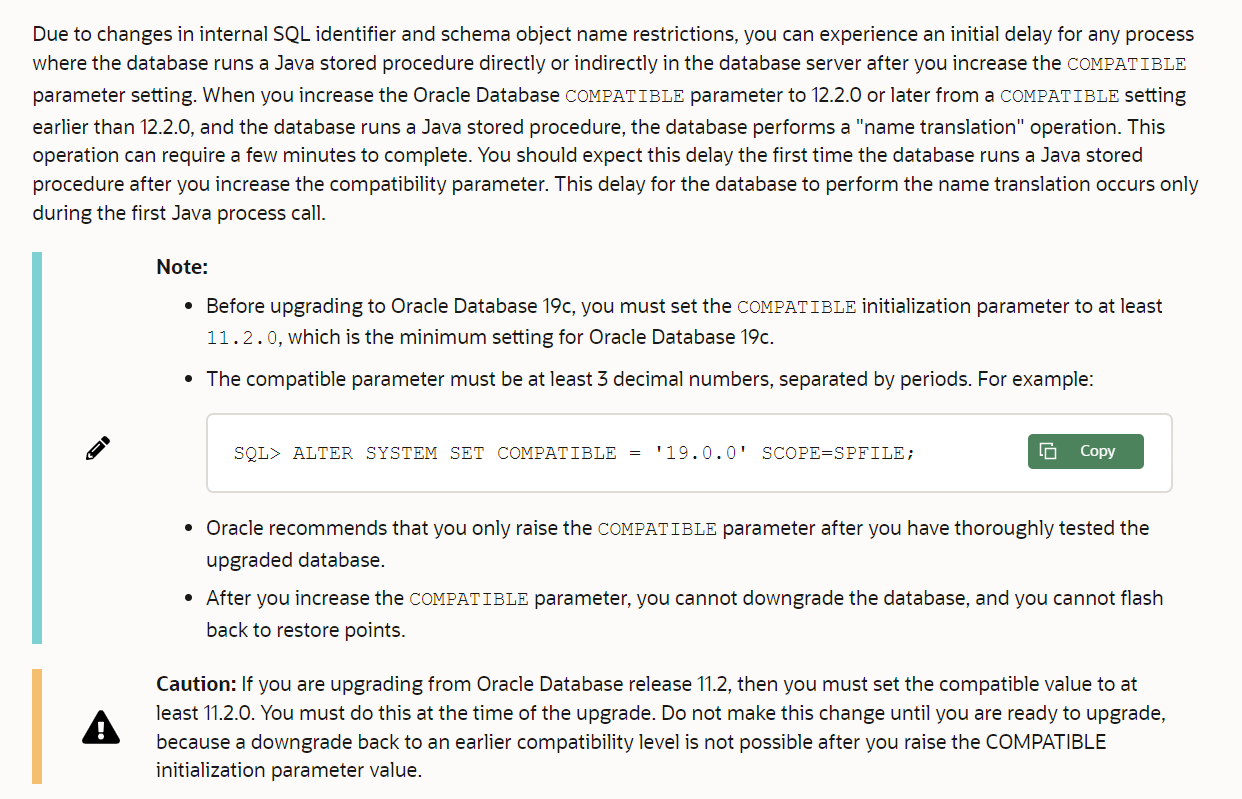 Due to changes in internal SQL identifier and schema object name restrictions, you can experience an initial delay for any process
where the database runs a Java stored procedure directly or indirectly in the database server after you increase the COMPATIBLE
parameter setting. When you increase the Oracle Database COMPATIBLE parameter to 12.2.0 or later from a COMPATIBLE setting
earlier than 12.2.0, and the database runs a Java stored procedure, the database performs a "name translation" operation. This
operation can require a few minutes to complete. You should expect this delay the first time the database runs a Java stored
procedure after you increase the compatibility parameter. This delay for the database to perform the name translation occurs only
during the first Java process call.
Note:
• Before upgrading to Oracle Database 19c, you must set the COMPATIBLE initialization parameter to at least
11.2.0, which is the minimum setting for Oracle Database 19c.
• The compatible parameter must be at least 3 decimal numbers, separated by periods. For example:
SQL> ALTER SYSTEM SET COMPATIBLE = '19.0.0' SCOPE=SPFILE;
Copy
• Oracle recommends that you only raise the COMPATIBLE parameter after you have thoroughly tested the
upgraded database.
• After you increase the COMPATIBLE parameter, you cannot downgrade the database, and you cannot flash
back to restore points.
Caution: If you are upgrading from Oracle Database release 11.2, then you must set the compatible value to at
least 11.2.0. You must do this at the time of the upgrade. Do not make this change until you are ready to upgrade,
because a downgrade back to an earlier compatibility level is not possible after you raise the COMPATIBLE
initialization parameter value.